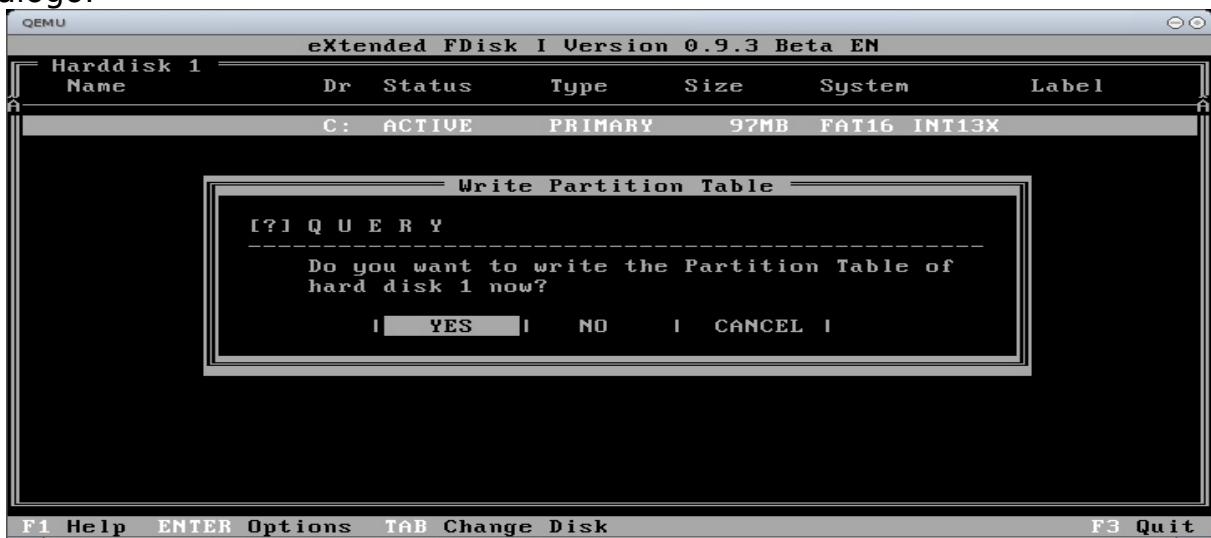 alogo.
QEMU
eXtended FDisk I Version 0.9.3 Beta EN
Harddisk 1
Name Dr Status Type Size System Label
C: ACTIVE PRIMARY 97MB FAT16 INT13X
Write Partition Table
[?] Q U E R Y
Do you want to write the Partition Table of
hard disk 1 now?
| YES | NO | CANCEL |
F1 Help ENTER Options TAB Change Disk F3 Quit